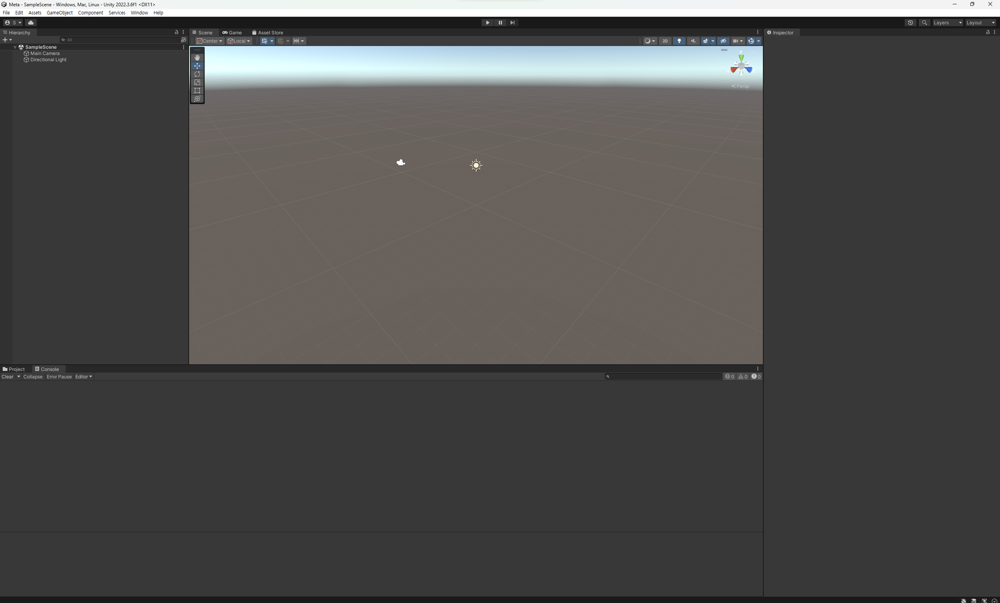 Meta - SampleScene - Windows, Mac, Linux - Unity 2022.3.6f1 <DX11>
File Edit Assets GameObject Component Services Window Help
S Layers Layout
Hierarchy
All
SampleScene
Main Camera
Directional Light
Scene Game Asset Store
Center Local 2D
y
Persp
Inspector
Project Console
Clear Collapse Error Pause Editor 0 0 0